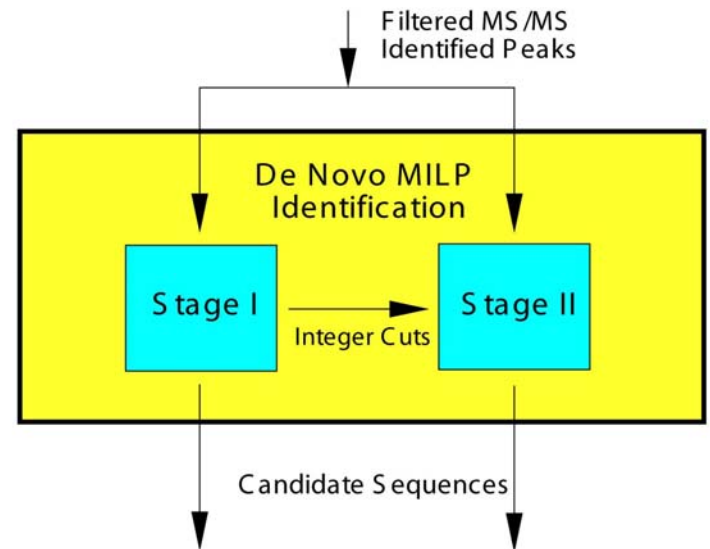 Filtered MS/MS
Identified Peaks
De Novo MILP
Identification
Stage I
Stage II
Integer Cuts
Candidate Sequences